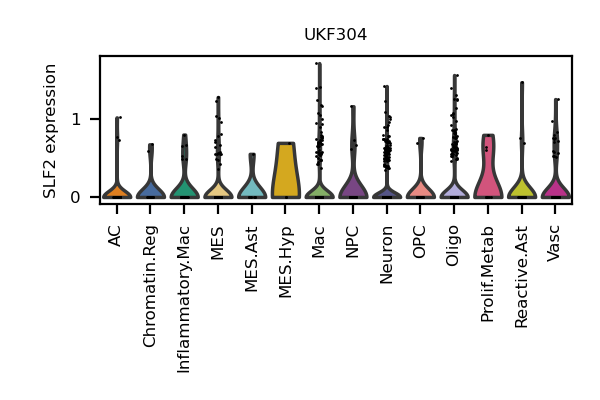 UKF304
SLF2 expression
1
0
AC
Chromatin.Reg
Inflammatory.Mac
MES
MES.Ast
MES.Hyp
Mac
NPC
Neuron
OPC
Oligo
Prolif.Metab
Reactive.Ast
Vasc